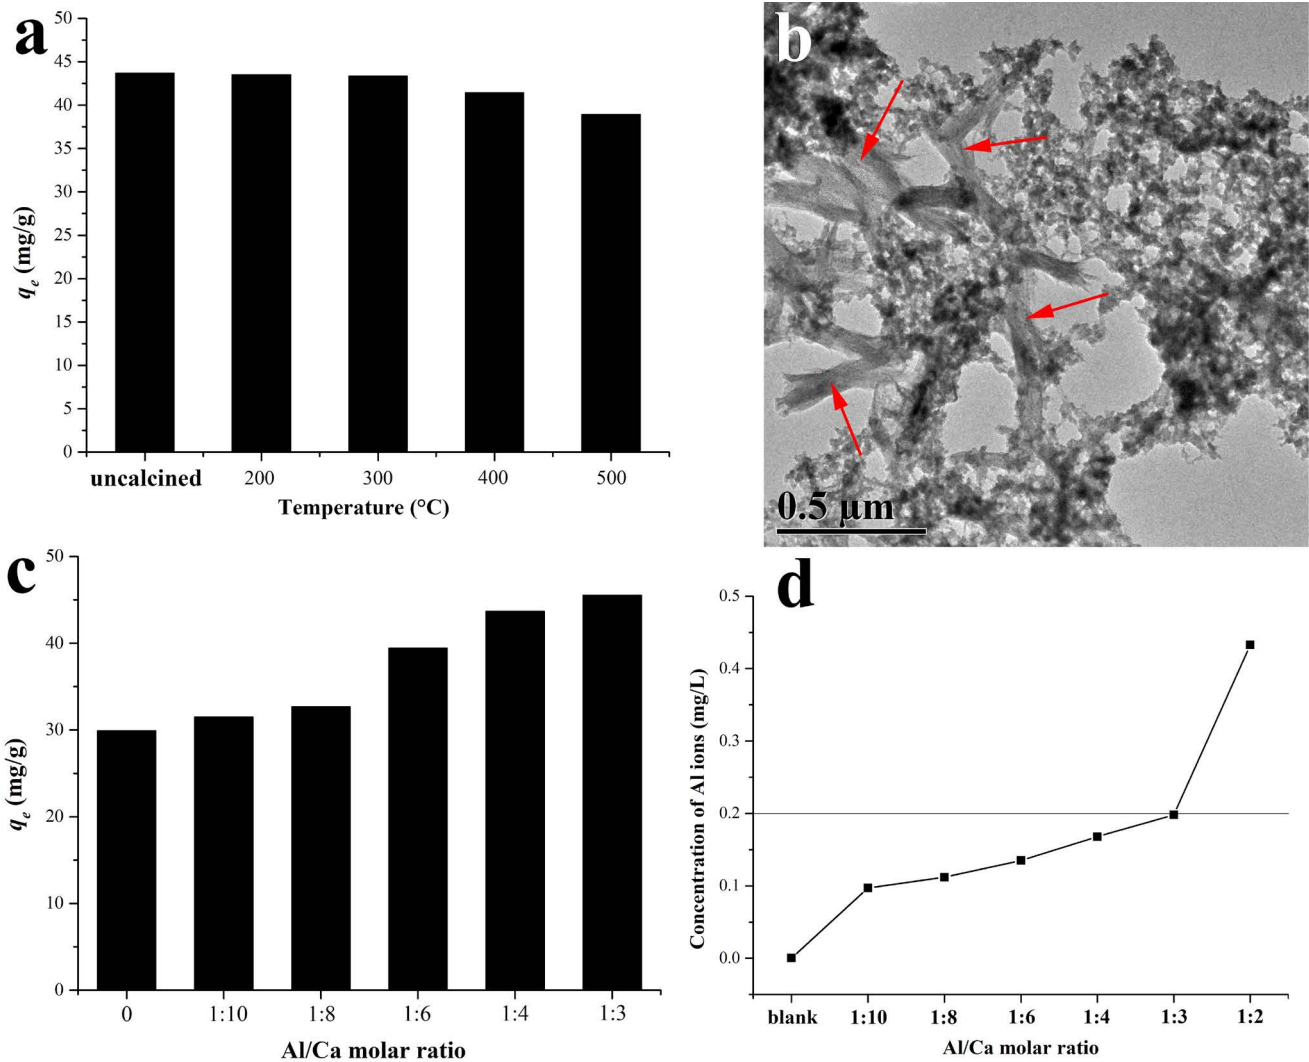 a
50
45
40
35
30
25
20
15
10
5
0
qe (mg/g)
uncalcined 200 300 400 500
Temperature (°C)
b
0.5 µm
c
50
40
30
20
10
0
qe (mg/g)
0 1:10 1:8 1:6 1:4 1:3
Al/Ca molar ratio
d
0.5
0.4
0.3
0.2
0.1
0.0
Concentration of Al ions (mg/L)
blank 1:10 1:8 1:6 1:4 1:3 1:2
Al/Ca molar ratio